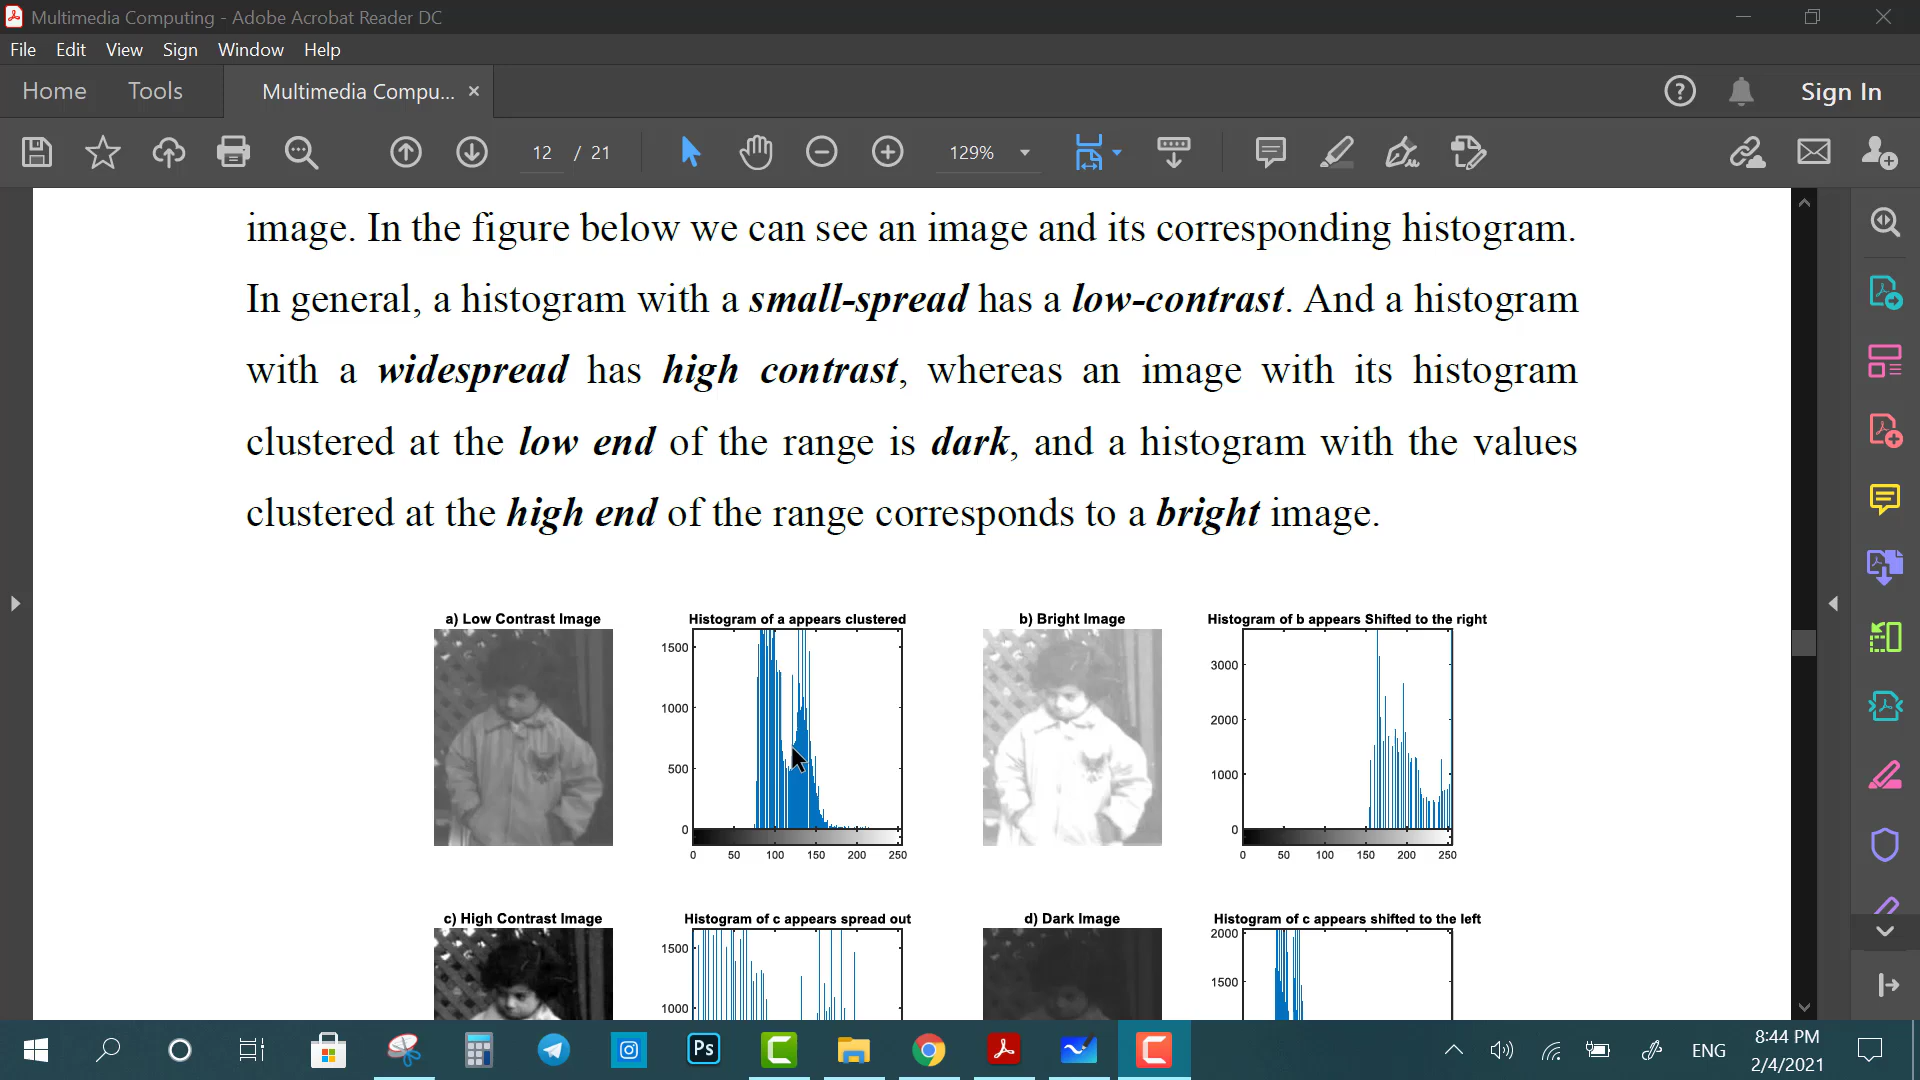 Multimedia Computing - Adobe Acrobat Reader DC
File Edit View Sign Window Help
Home Tools Multimedia Compu... × Sign In
12 / 21 129%
image. In the figure below we can see an image and its corresponding histogram.
In general, a histogram with a small-spread has a low-contrast. And a histogram
with a widespread has high contrast, whereas an image with its histogram
clustered at the low end of the range is dark, and a histogram with the values
clustered at the high end of the range corresponds to a bright image.
a) Low Contrast Image
Histogram of a appears clustered
1500
1000
500
0
0 50 100 150 200 250
b) Bright Image
Histogram of b appears Shifted to the right
3000
2000
1000
0
0 50 100 150 200 250
c) High Contrast Image
Histogram of c appears spread out
1500
1000
d) Dark Image
Histogram of c appears shifted to the left
2000
1500
Ps
ENG
8:44 PM
2/4/2021